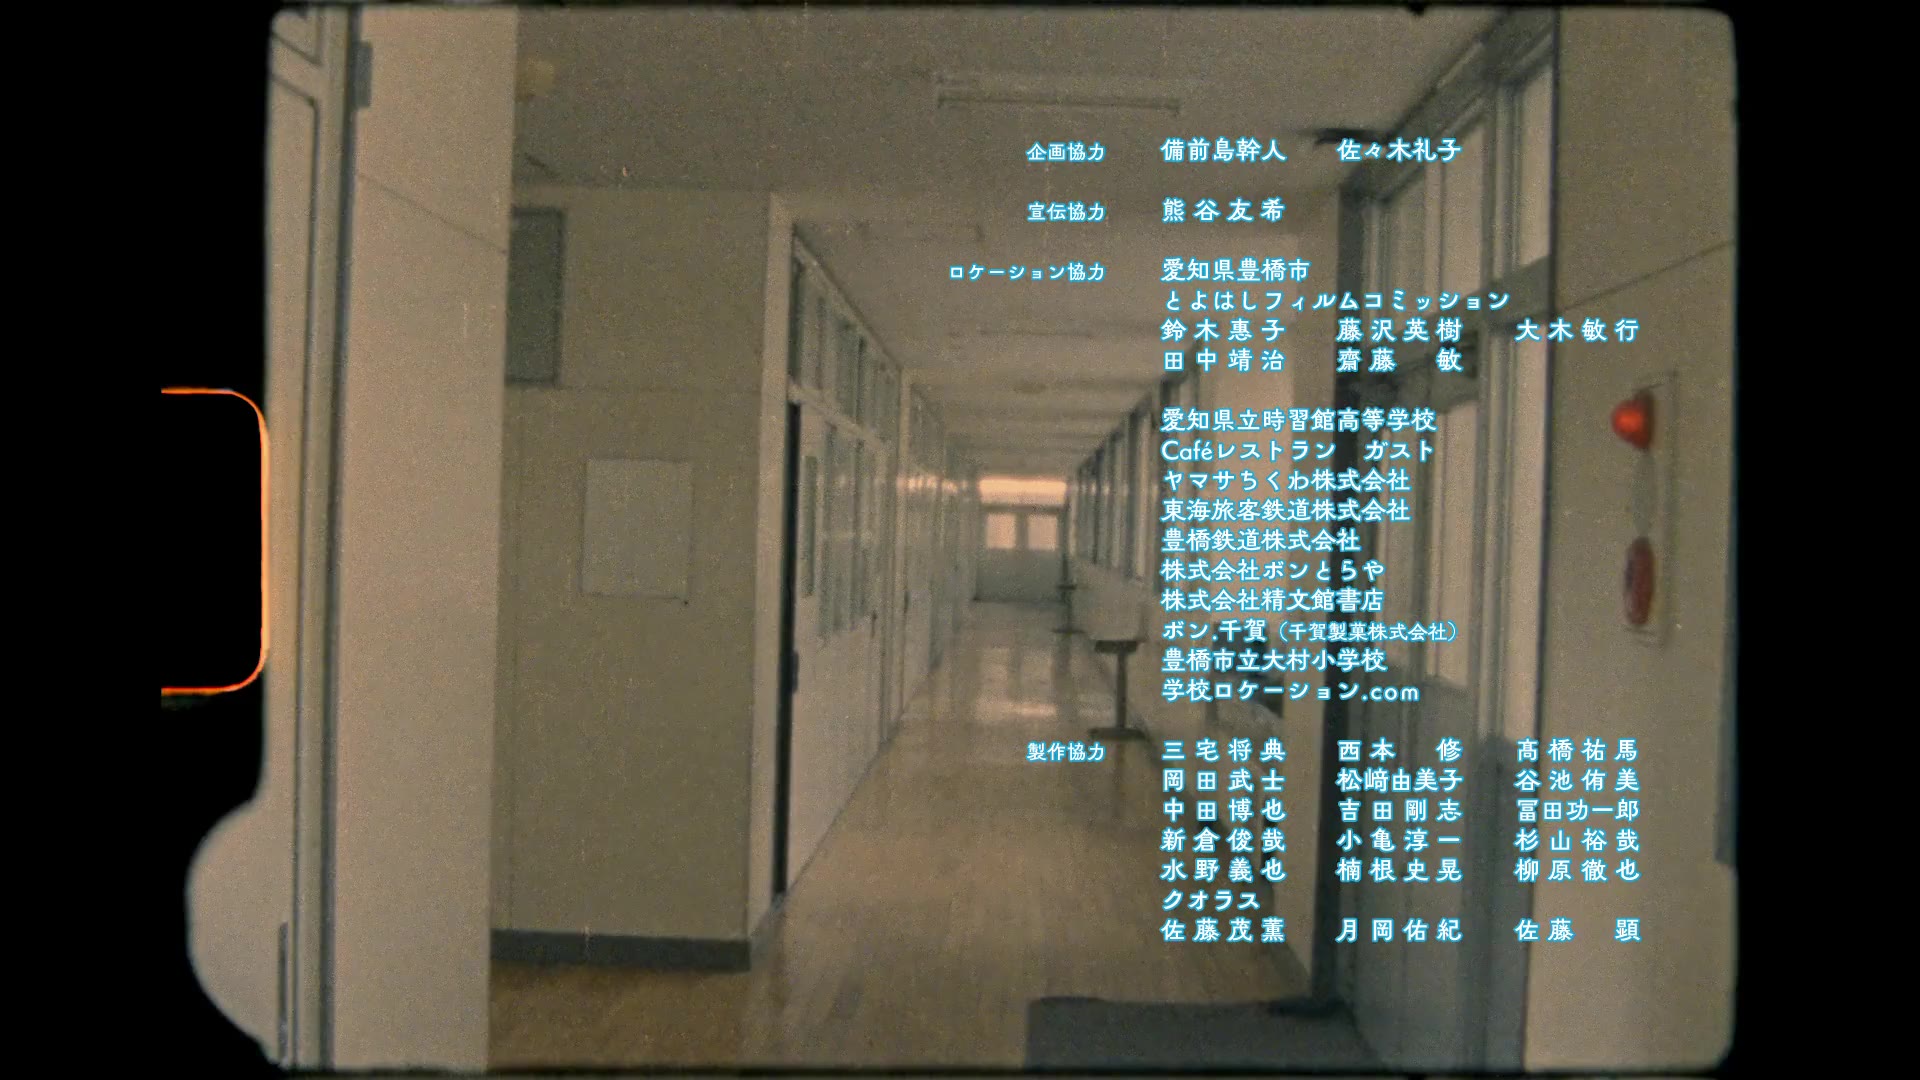 企画協力 備前島幹人 佐々木礼子
宣伝協力 熊谷友希
ロケーション協力 愛知県豊橋市
とよはしフィルムコミッション
鈴木惠子 藤沢英樹 大木敏行
田中靖治 齋藤 敏
愛知県立時習館高等学校
Caféレストラン ガスト
ヤマサちくわ株式会社
東海旅客鉄道株式会社
豊橋鉄道株式会社
株式会社ボンとらや
株式会社精文館書店
ボン.千賀（千賀製菓株式会社）
豊橋市立大村小学校
学校ロケーション.com
製作協力 三宅将典 西本 修 髙橋祐馬
岡田武士 松﨑由美子 谷池侑美
中田博也 吉田剛志 冨田功一郎
新倉俊哉 小亀淳一 杉山裕哉
水野義也 楠根史晃 柳原徹也
クオラス
佐藤茂薫 月岡佑紀 佐藤 顕